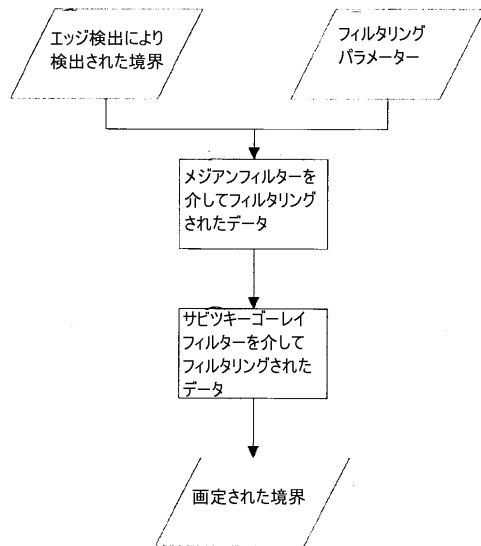 エッジ検出により
検出された境界
フィルタリング
パラメーター
メジアンフィルターを
介してフィルタリング
されたデータ
サビツキーゴーレイ
フィルターを介して
フィルタリングされた
データ
画定された境界